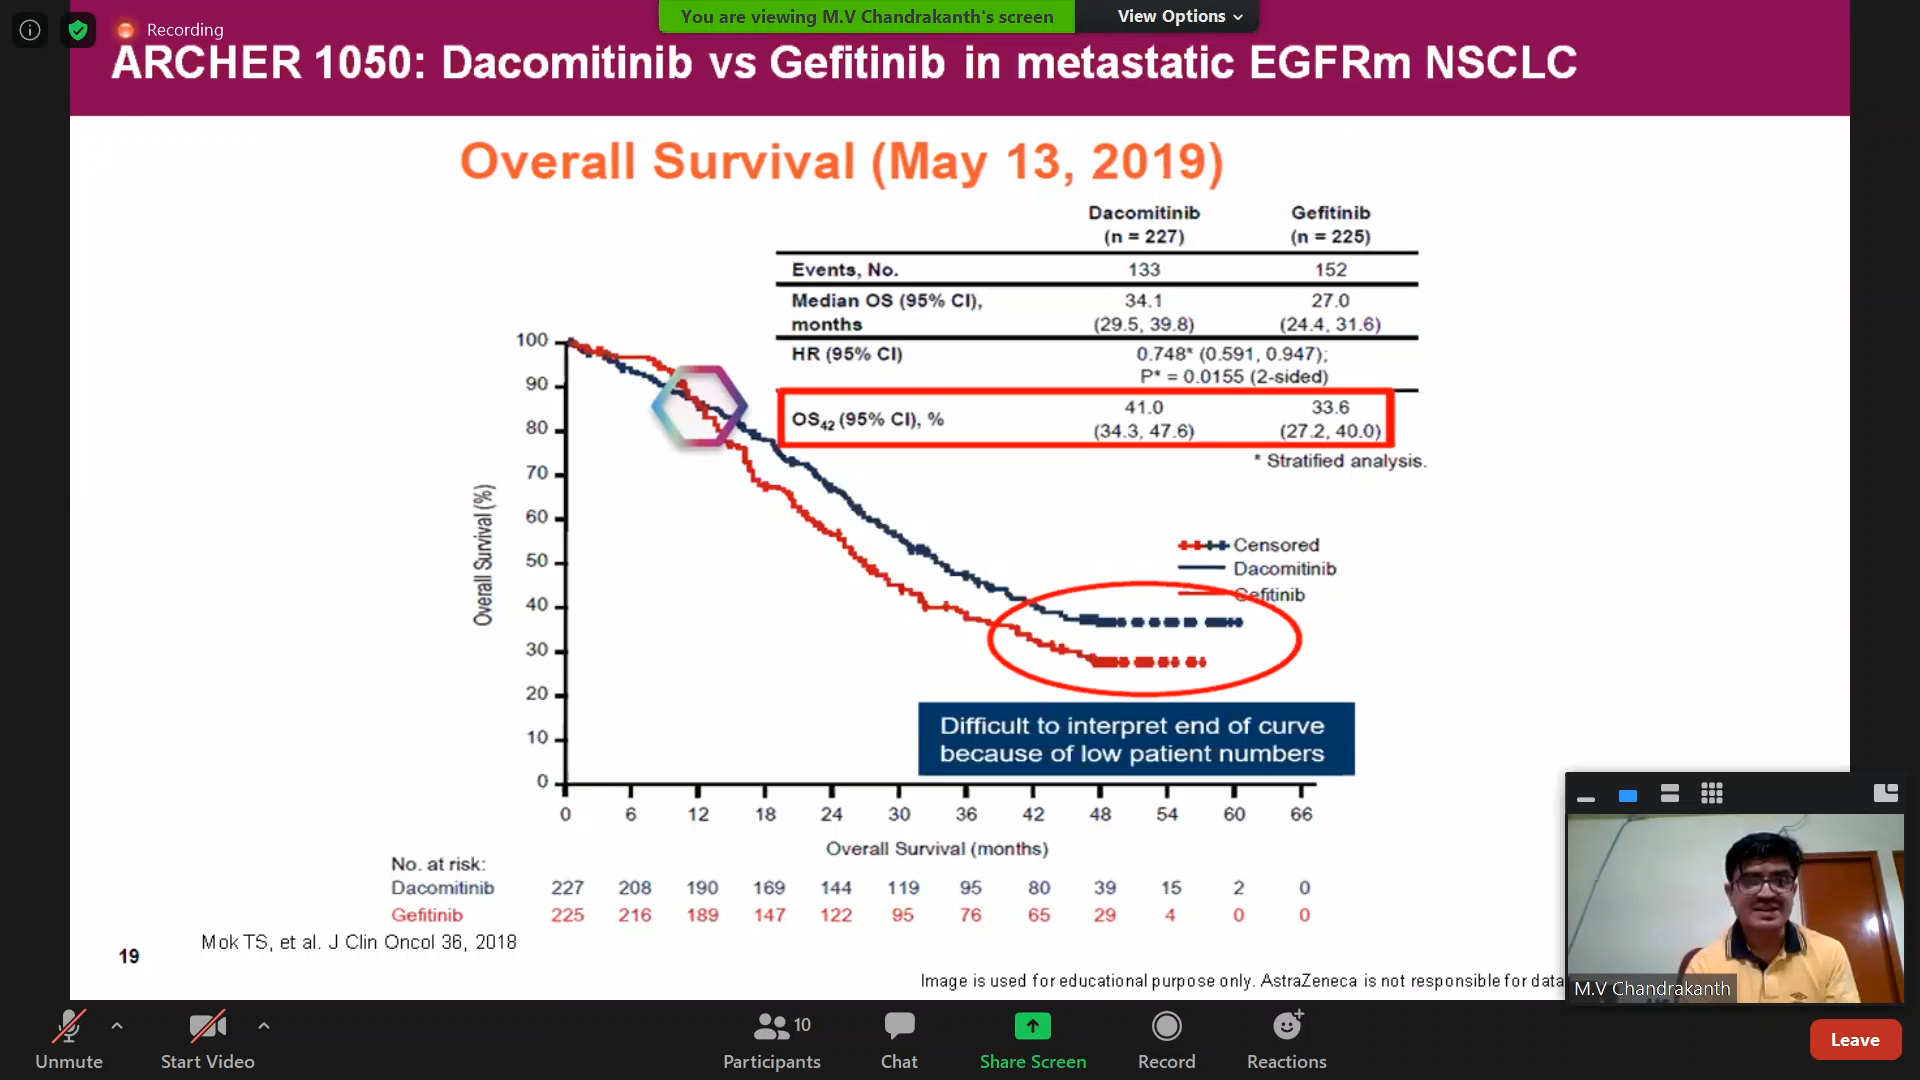 You are viewing M.V Chandrakanth's screen
View Options
Recording
ARCHER 1050: Dacomitinib vs Gefitinib in metastatic EGFRm NSCLC
Overall Survival (May 13, 2019)
Dacomitinib Gefitinib
(n = 227) (n = 225)
Events, No. 133 152
Median OS (95% CI), 34.1 27.0
months (29.5, 39.8) (24.4, 31.6)
HR (95% CI) 0.748* (0.591, 0.947);
P* = 0.0155 (2-sided)
OS42 (95% CI), % 41.0 33.6
(34.3, 47.6) (27.2, 40.0)
* Stratified analysis.
Overall Survival (%)
100
90
80
70
60
50
40
30
20
10
0
Censored
Dacomitinib
Gefitinib
Difficult to interpret end of curve
because of low patient numbers
0 6 12 18 24 30 36 42 48 54 60 66
Overall Survival (months)
No. at risk:
Dacomitinib 227 208 190 169 144 119 95 80 39 15 2 0
Gefitinib 225 216 189 147 122 95 76 65 29 4 0 0
Mok TS, et al. J Clin Oncol 36, 2018
19
Image is used for educational purpose only. AstraZeneca is not responsible for data
M.V Chandrakanth
Unmute
Start Video
10
Participants
Chat
Share Screen
Record
Reactions
Leave